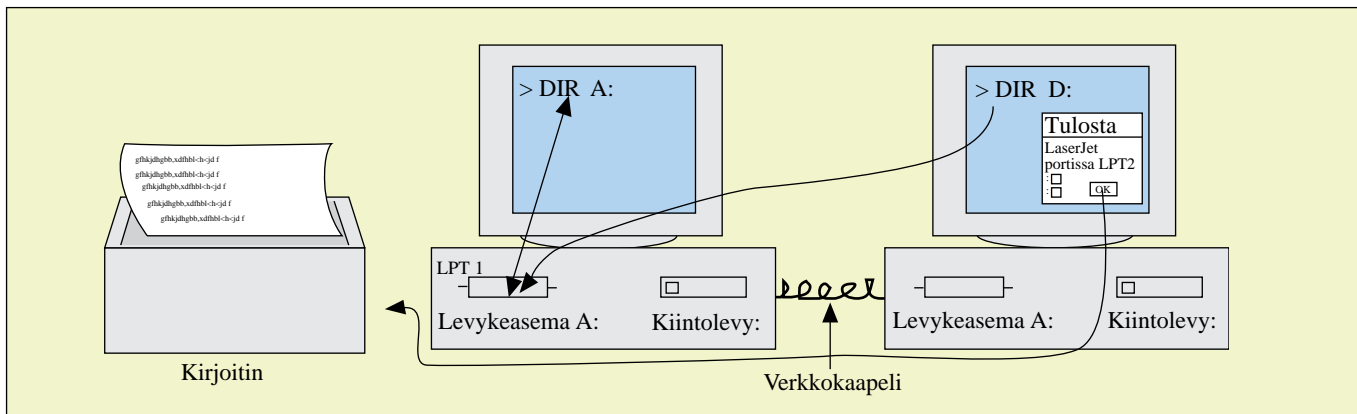 gfhkjdhgbb,xdfhbl<h<jd f
gfhkjdhgbb,xdfhbl<h<jd f
gfhkjdhgbb,xdfhbl<h<jd f
gfhkjdhgbb,xdfhbl<h<jd f
gfhkjdhgbb,xdfhbl<h<jd f
Kirjoitin
> DIR A:
LPT 1
Levykeasema A:
Kiintolevy:
Verkkokaapeli
> DIR D:
Tulosta
LaserJet
portissa LPT2
:
:
OK
Levykeasema A:
Kiintolevy: